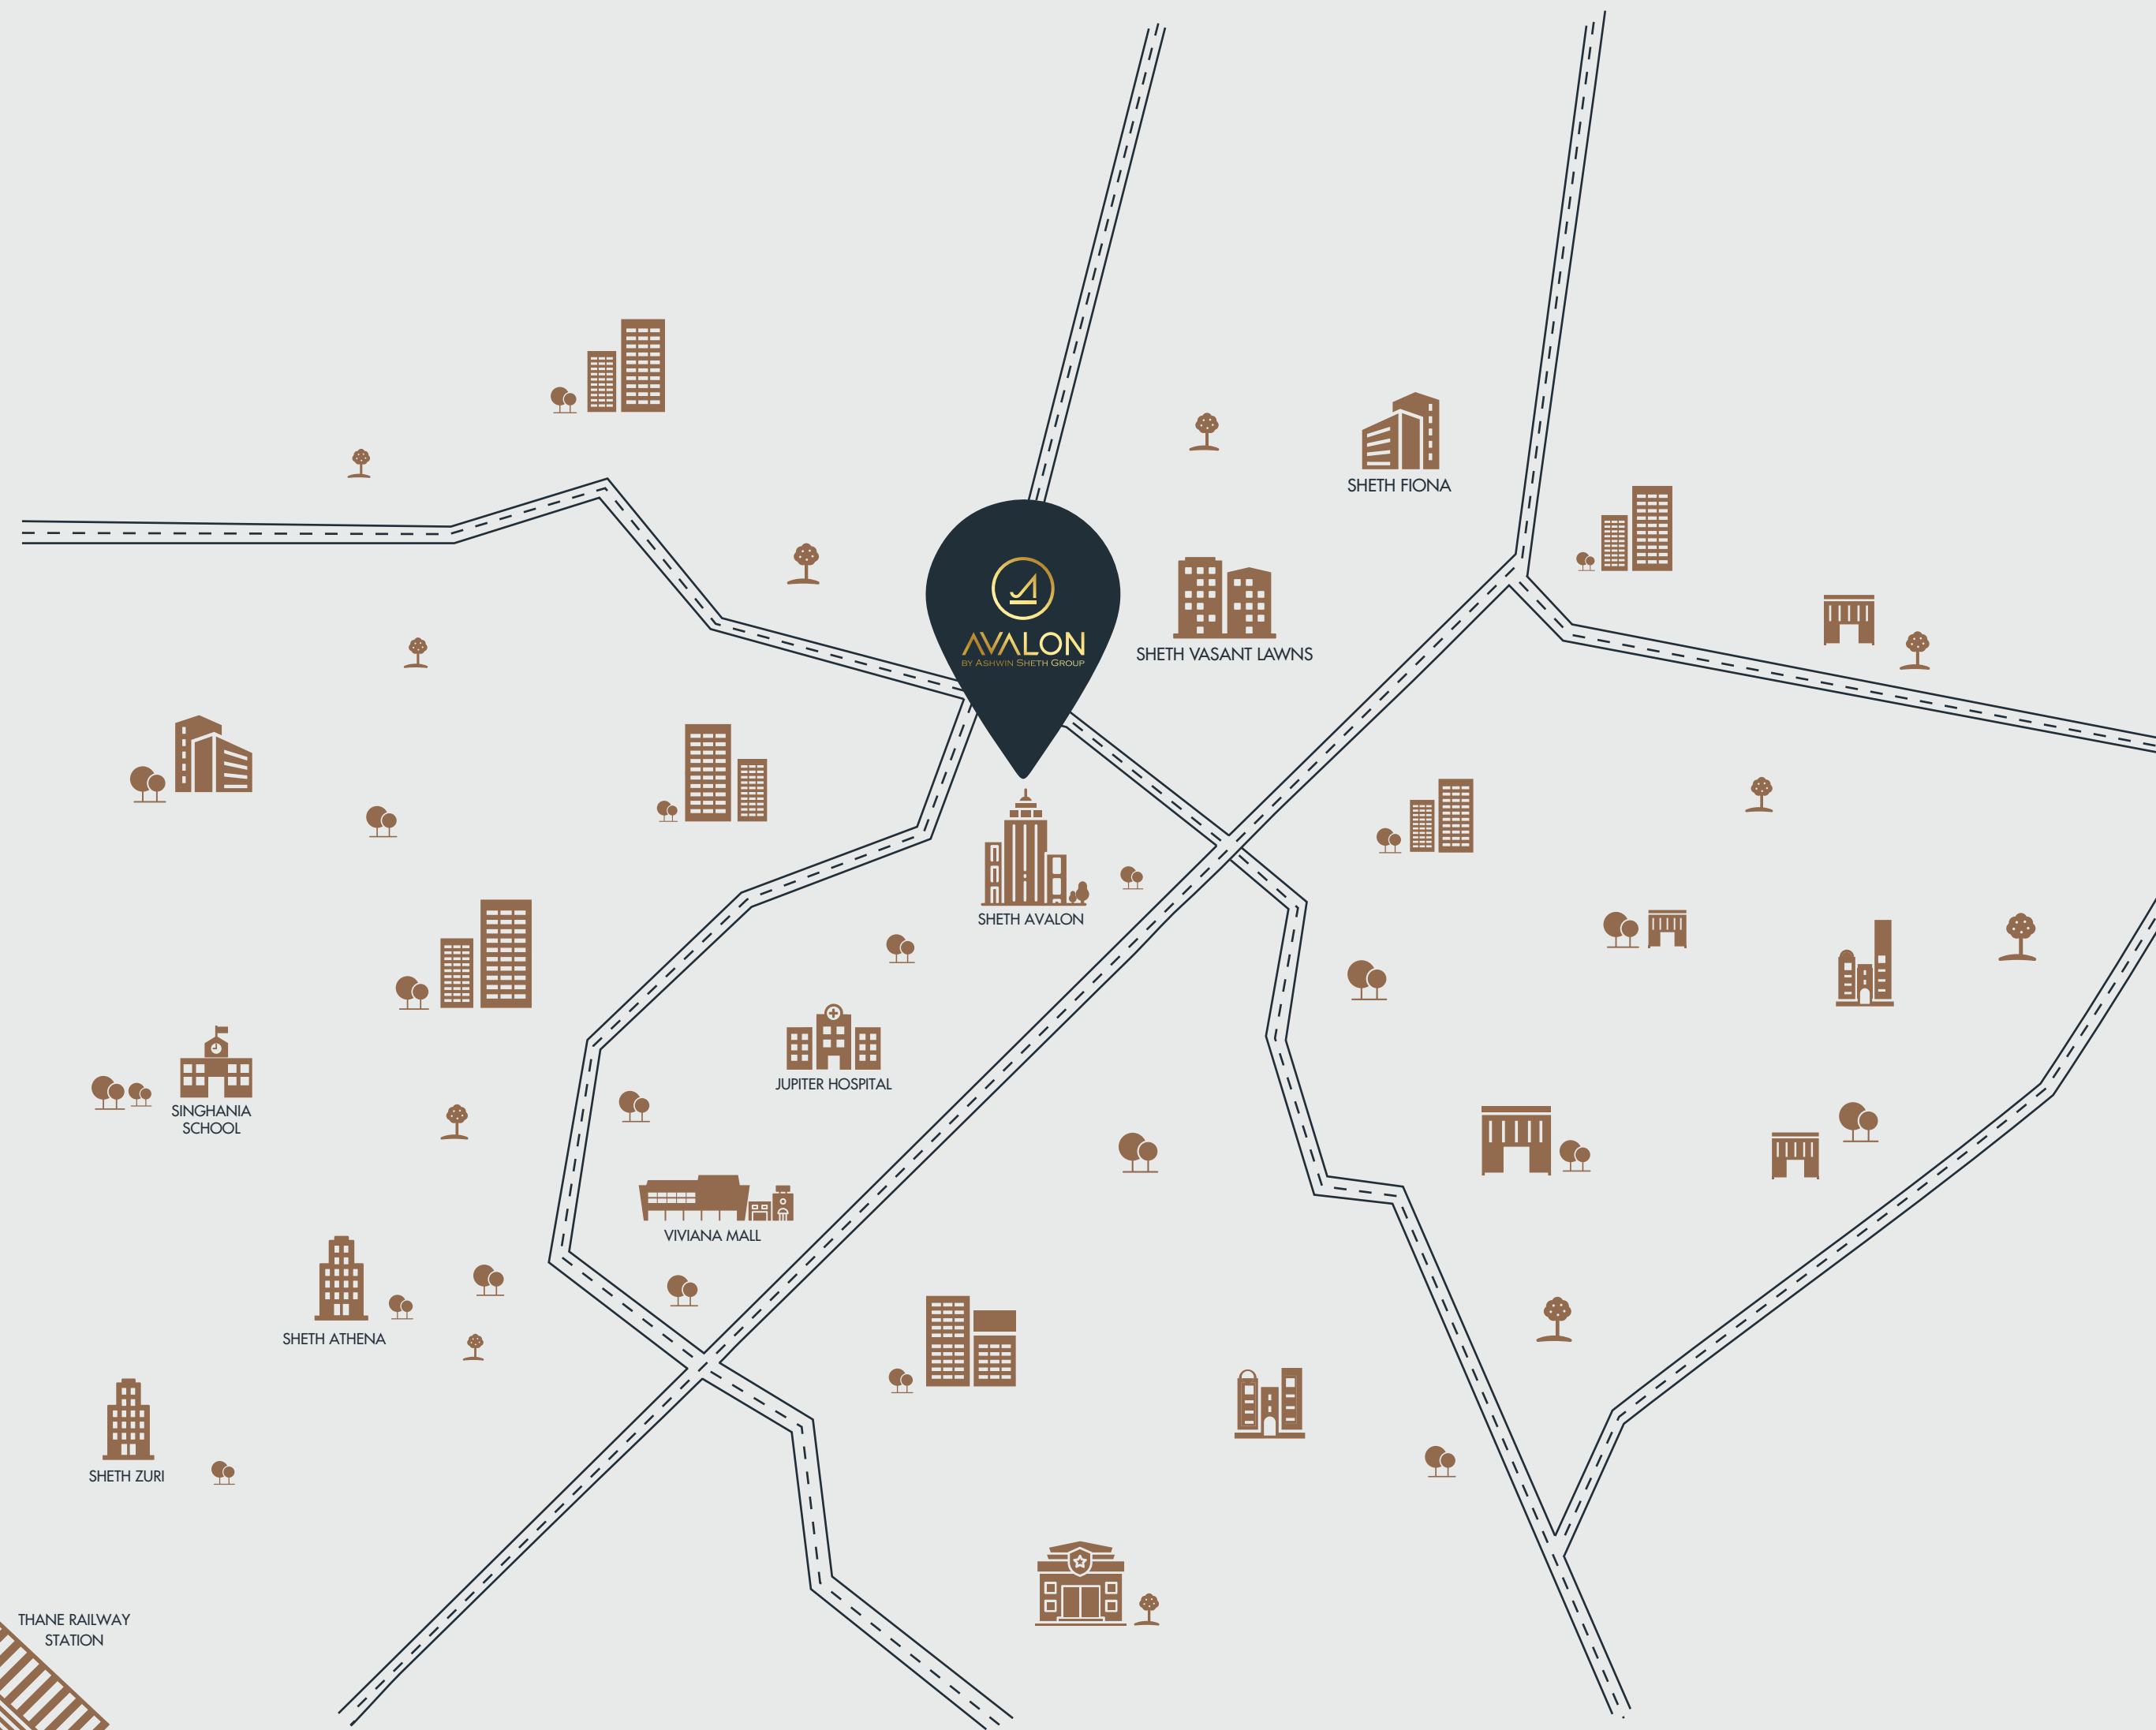 SHETH FIONA
AVALON
BY ASHWIN SHETH GROUP
SHETH VASANT LAWNS
SHETH AVALON
JUPITER HOSPITAL
SINGHANIA
SCHOOL
VIVIANA MALL
SHETH ATHENA
SHETH ZURI
THANE RAILWAY
STATION